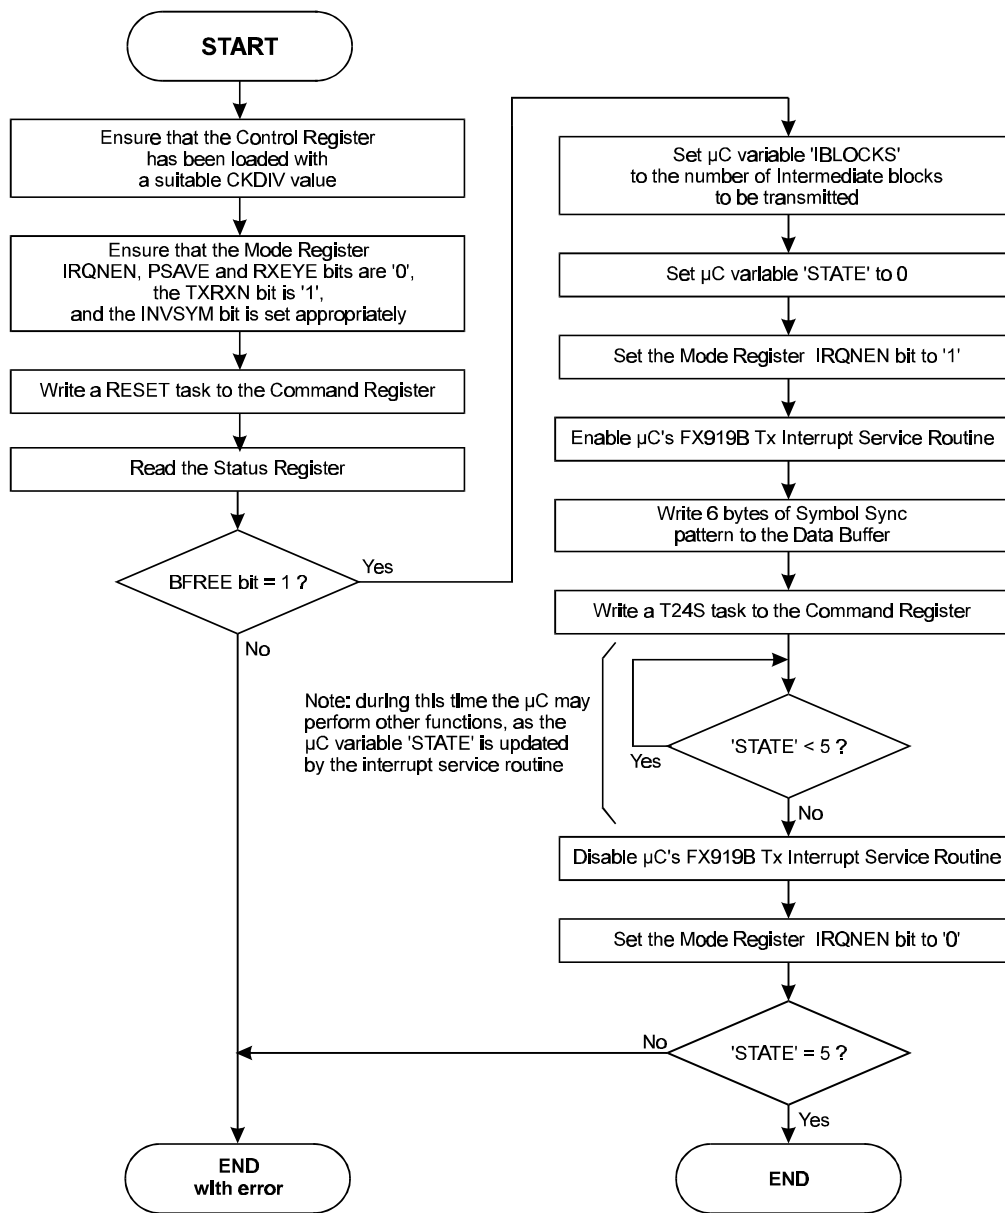 START
Ensure that the Control Register
has been loaded with
a suitable CKDIV value
Ensure that the Mode Register
IRQNEN, PSAVE and RXEYE bits are '0',
the TXRXN bit is '1',
and the INVSYM bit is set appropriately
Write a RESET task to the Command Register
Read the Status Register
BFREE bit = 1 ?
Yes
No
Set µC variable 'IBLOCKS'
to the number of Intermediate blocks
to be transmitted
Set µC variable 'STATE' to 0
Set the Mode Register IRQNEN bit to '1'
Enable µC's FX919B Tx Interrupt Service Routine
Write 6 bytes of Symbol Sync
pattern to the Data Buffer
Write a T24S task to the Command Register
Note: during this time the µC may
perform other functions, as the
µC variable 'STATE' is updated
by the interrupt service routine
'STATE' < 5 ?
Yes
No
Disable µC's FX919B Tx Interrupt Service Routine
Set the Mode Register IRQNEN bit to '0'
'STATE' = 5 ?
No
Yes
END
with error
END